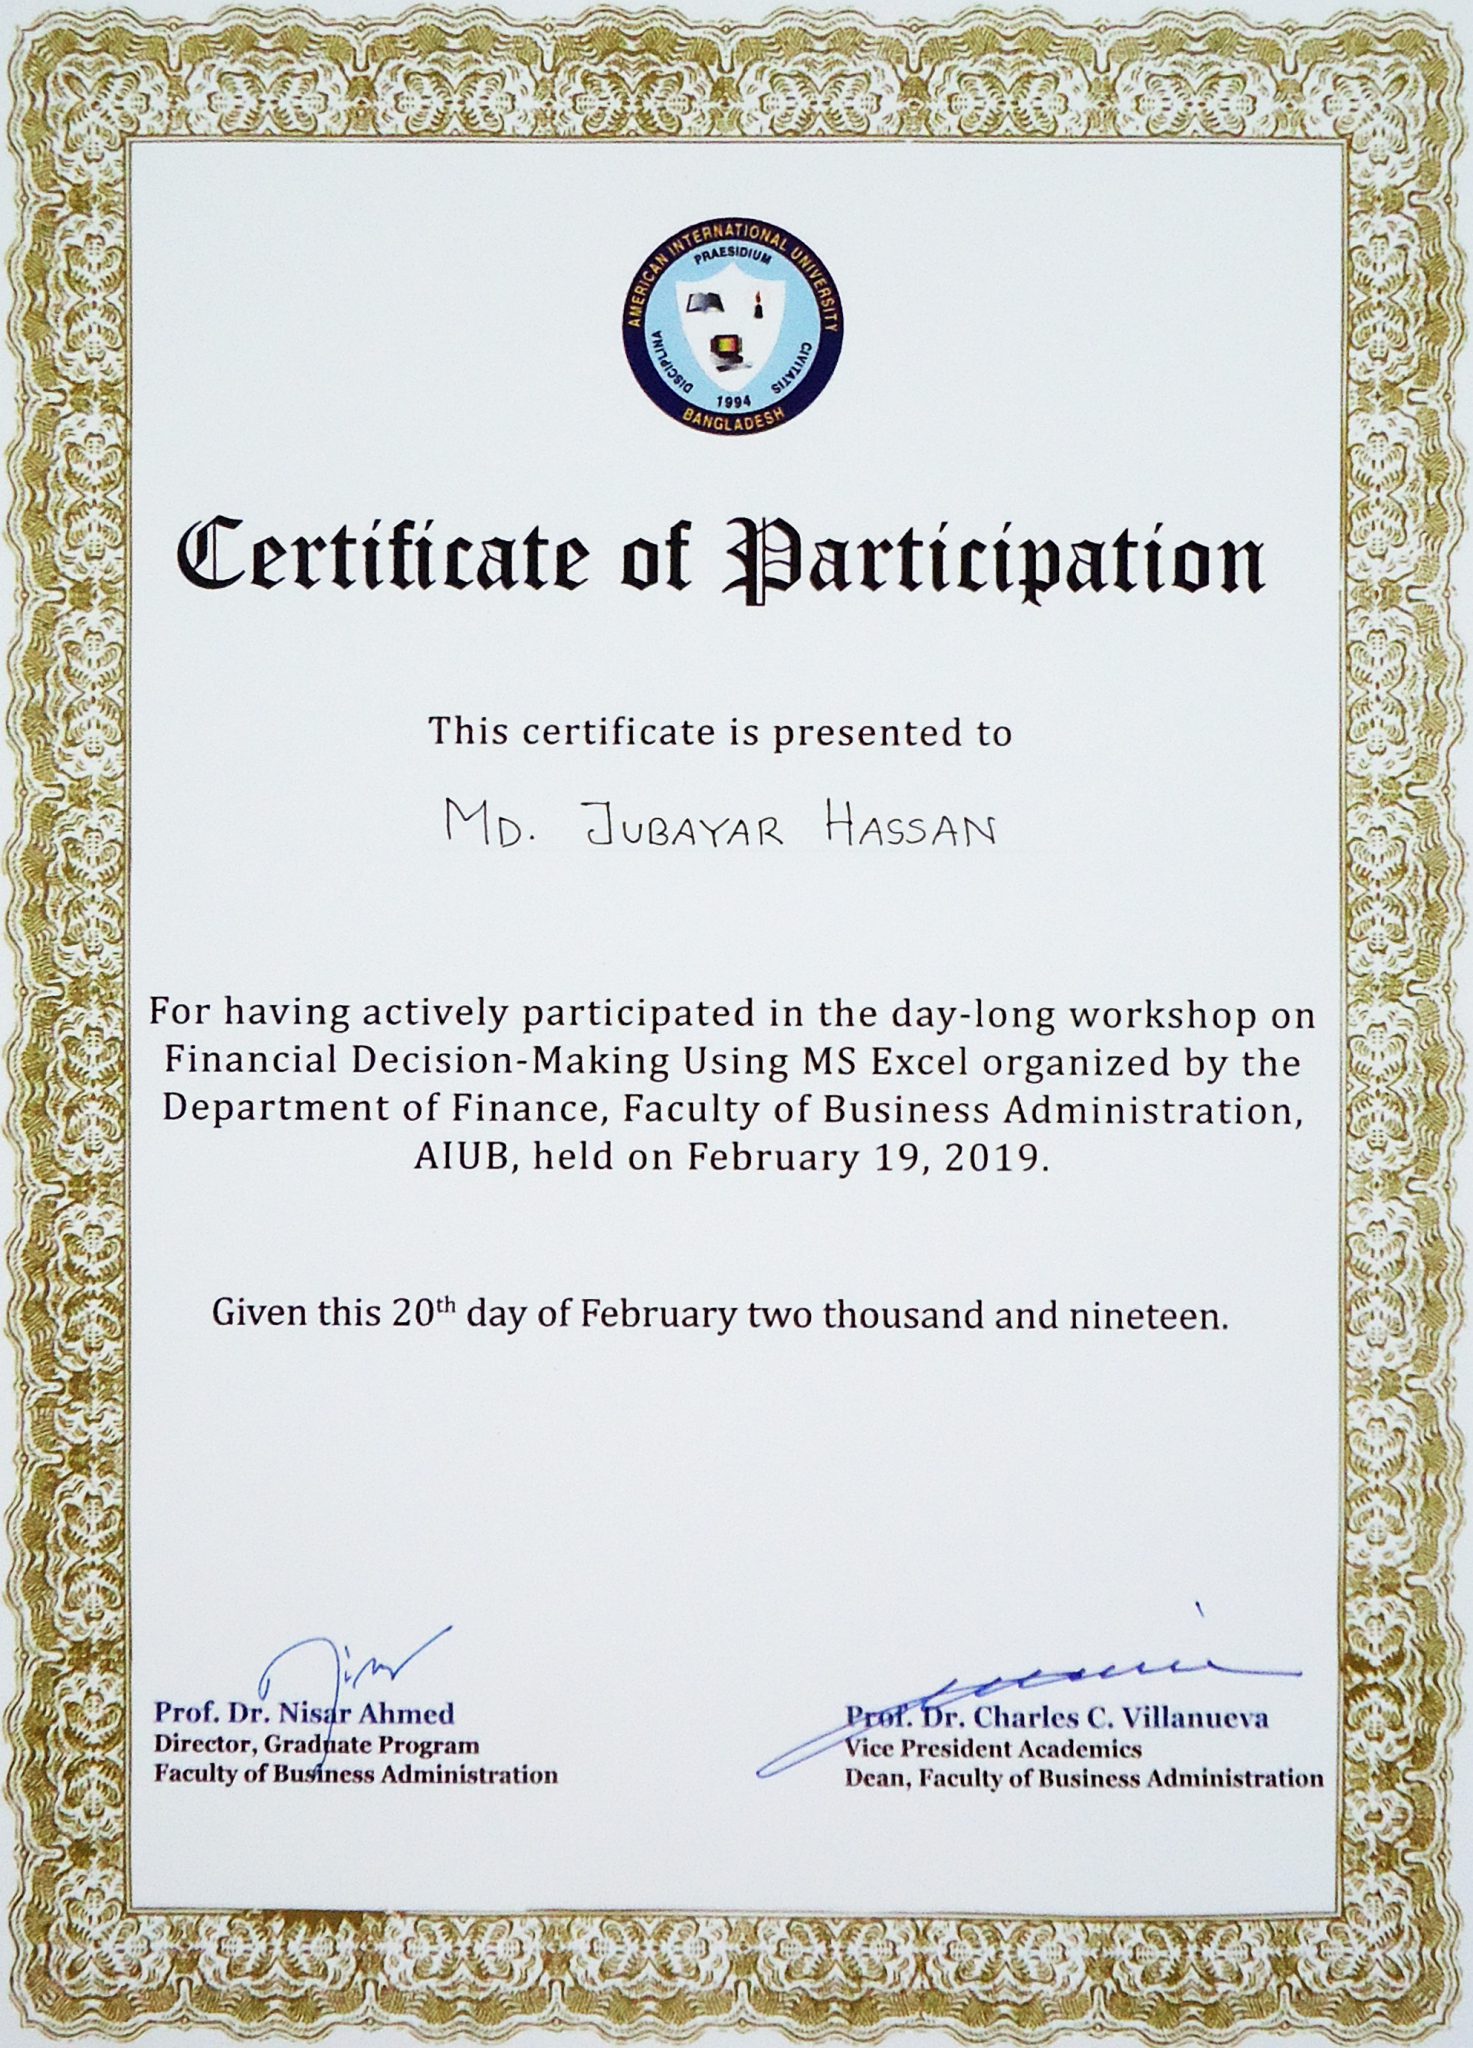 AMERICAN INTERNATIONAL UNIVERSITY
PRAESIDIUM
DISCIPLINA
CIVITATIS
1994
BANGLADESH
Certificate of Participation
This certificate is presented to
MD. JUBAYAR HASSAN
For having actively participated in the day-long workshop on
Financial Decision-Making Using MS Excel organized by the
Department of Finance, Faculty of Business Administration,
AIUB, held on February 19, 2019.
Given this 20th day of February two thousand and nineteen.
Prof. Dr. Nisar Ahmed
Director, Graduate Program
Faculty of Business Administration
Prof. Dr. Charles C. Villanueva
Vice President Academics
Dean, Faculty of Business Administration